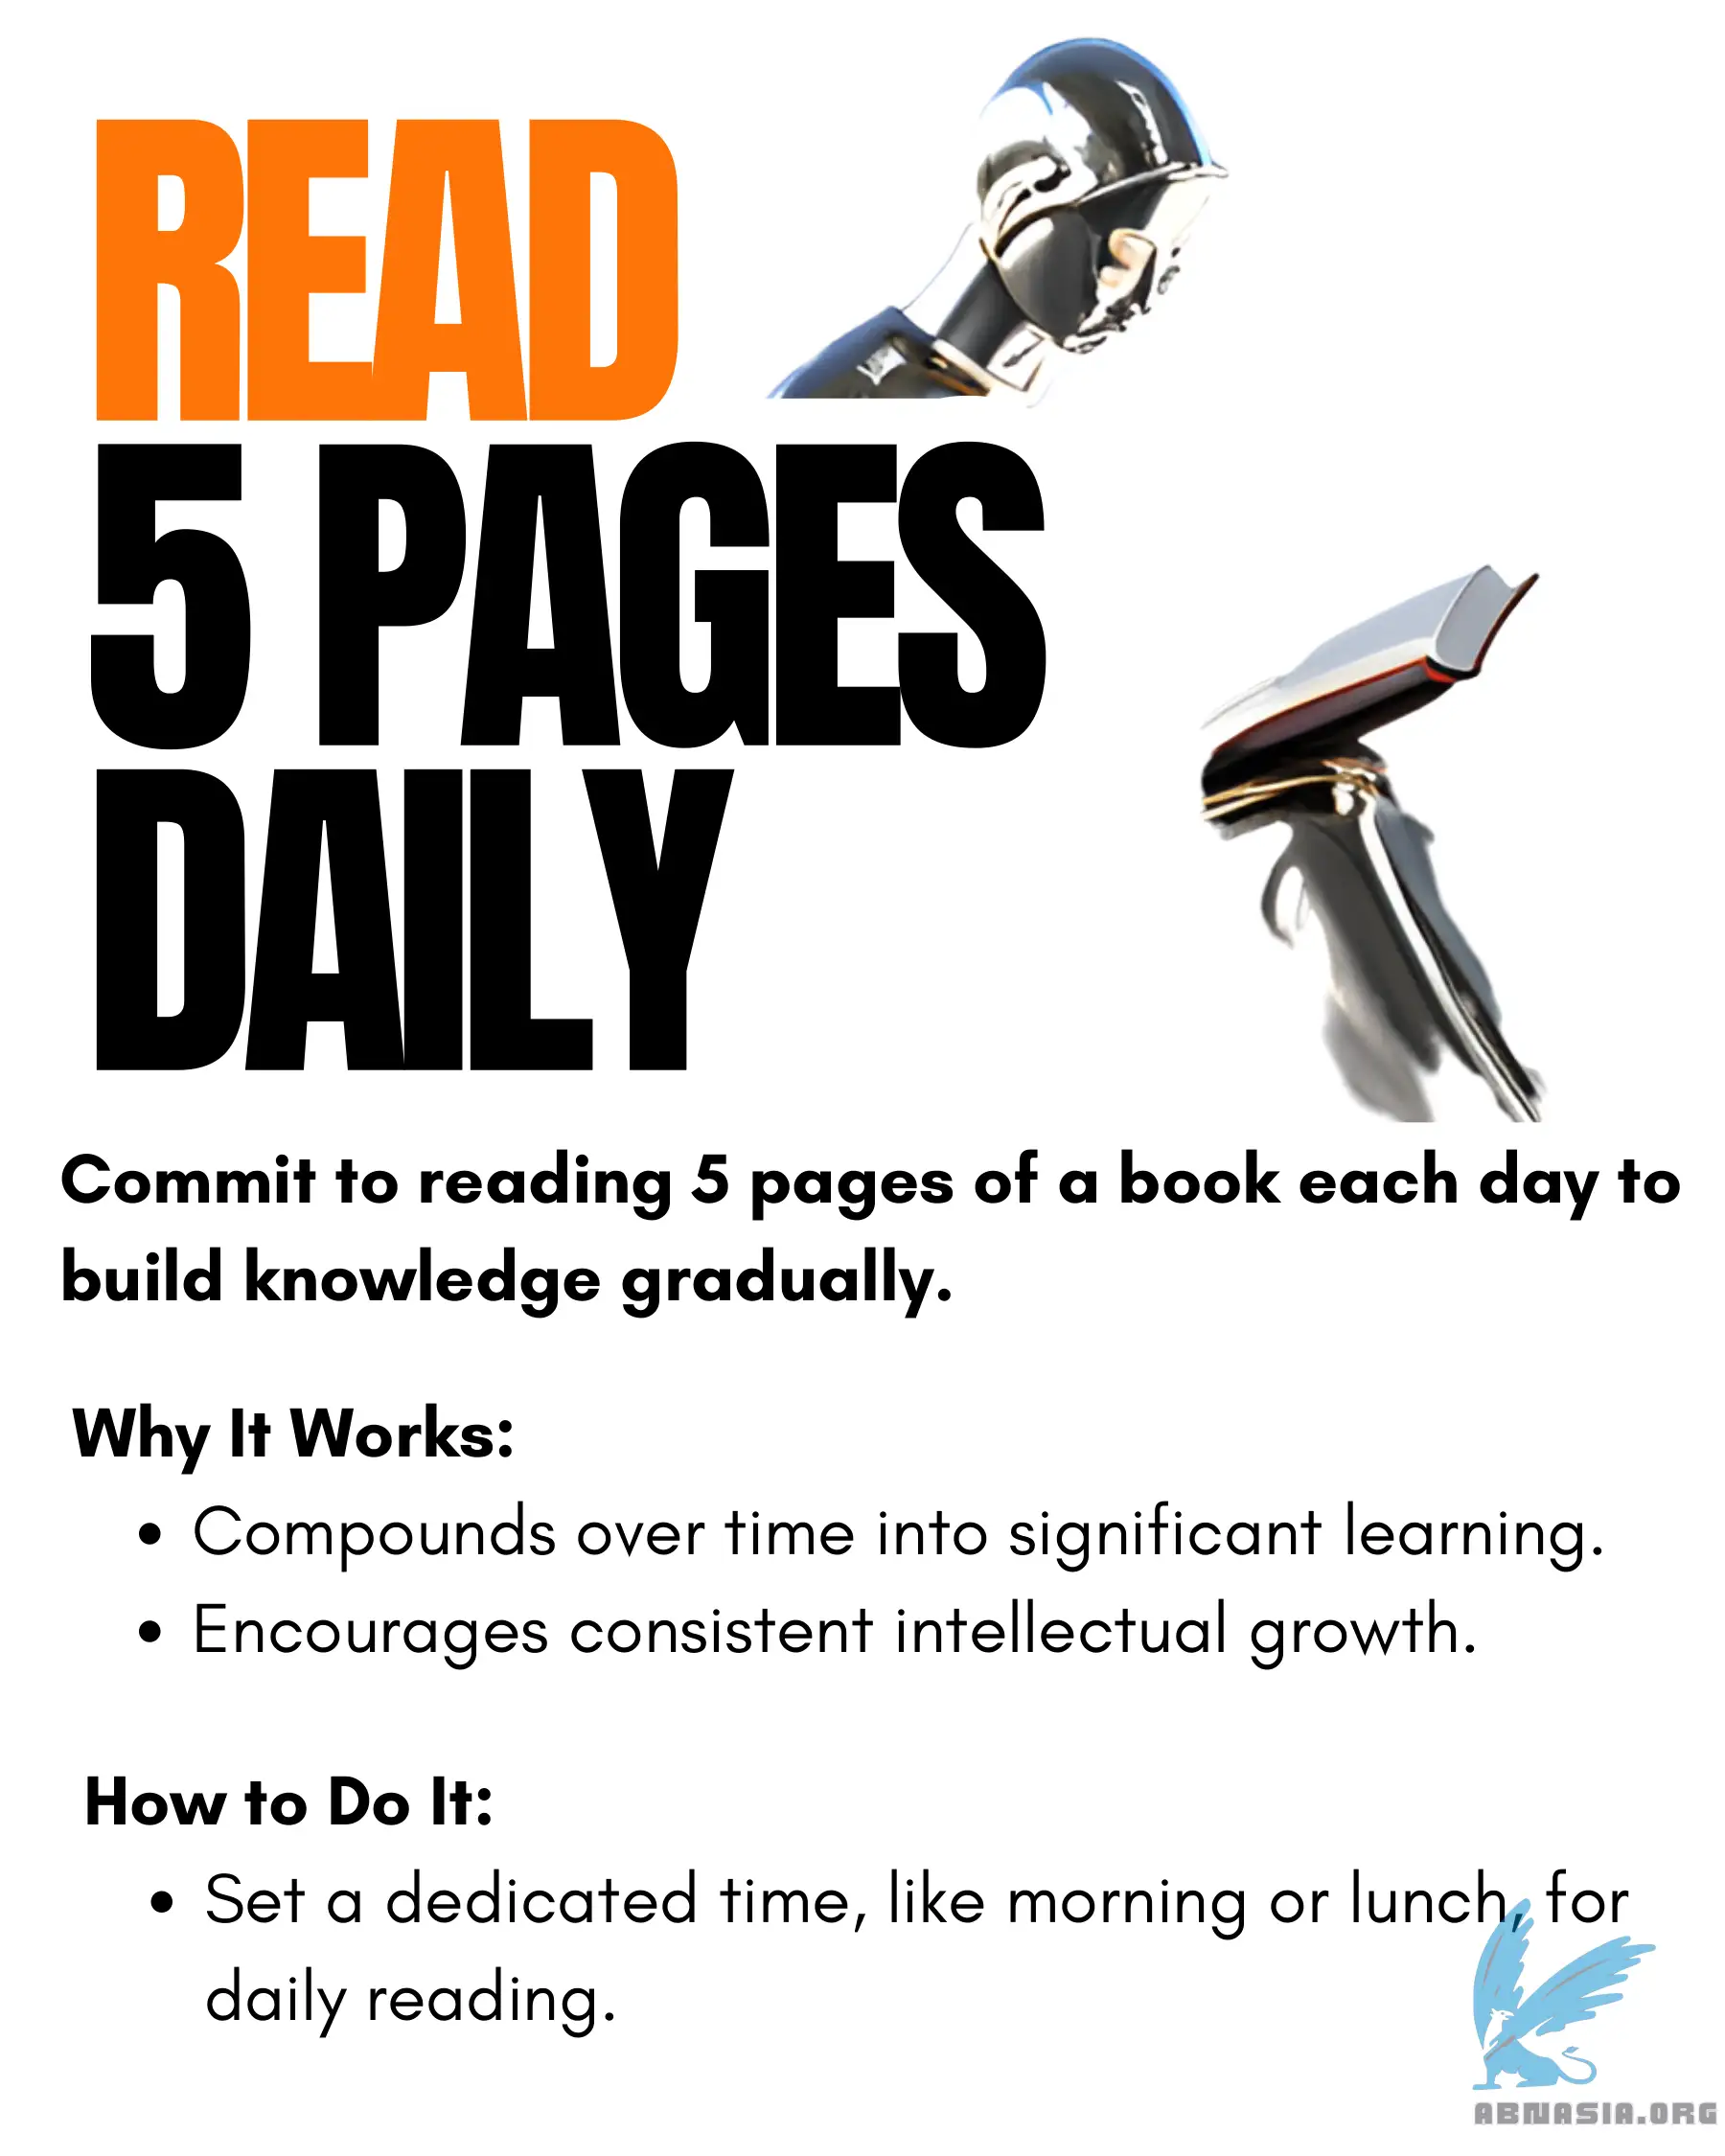 READ
5 PAGES
DAILY
Commit to reading 5 pages of a book each day to
build knowledge gradually.
Why It Works:
• Compounds over time into significant learning.
• Encourages consistent intellectual growth.
How to Do It:
• Set a dedicated time, like morning or lunch, for
daily reading.
ABNASIA.ORG